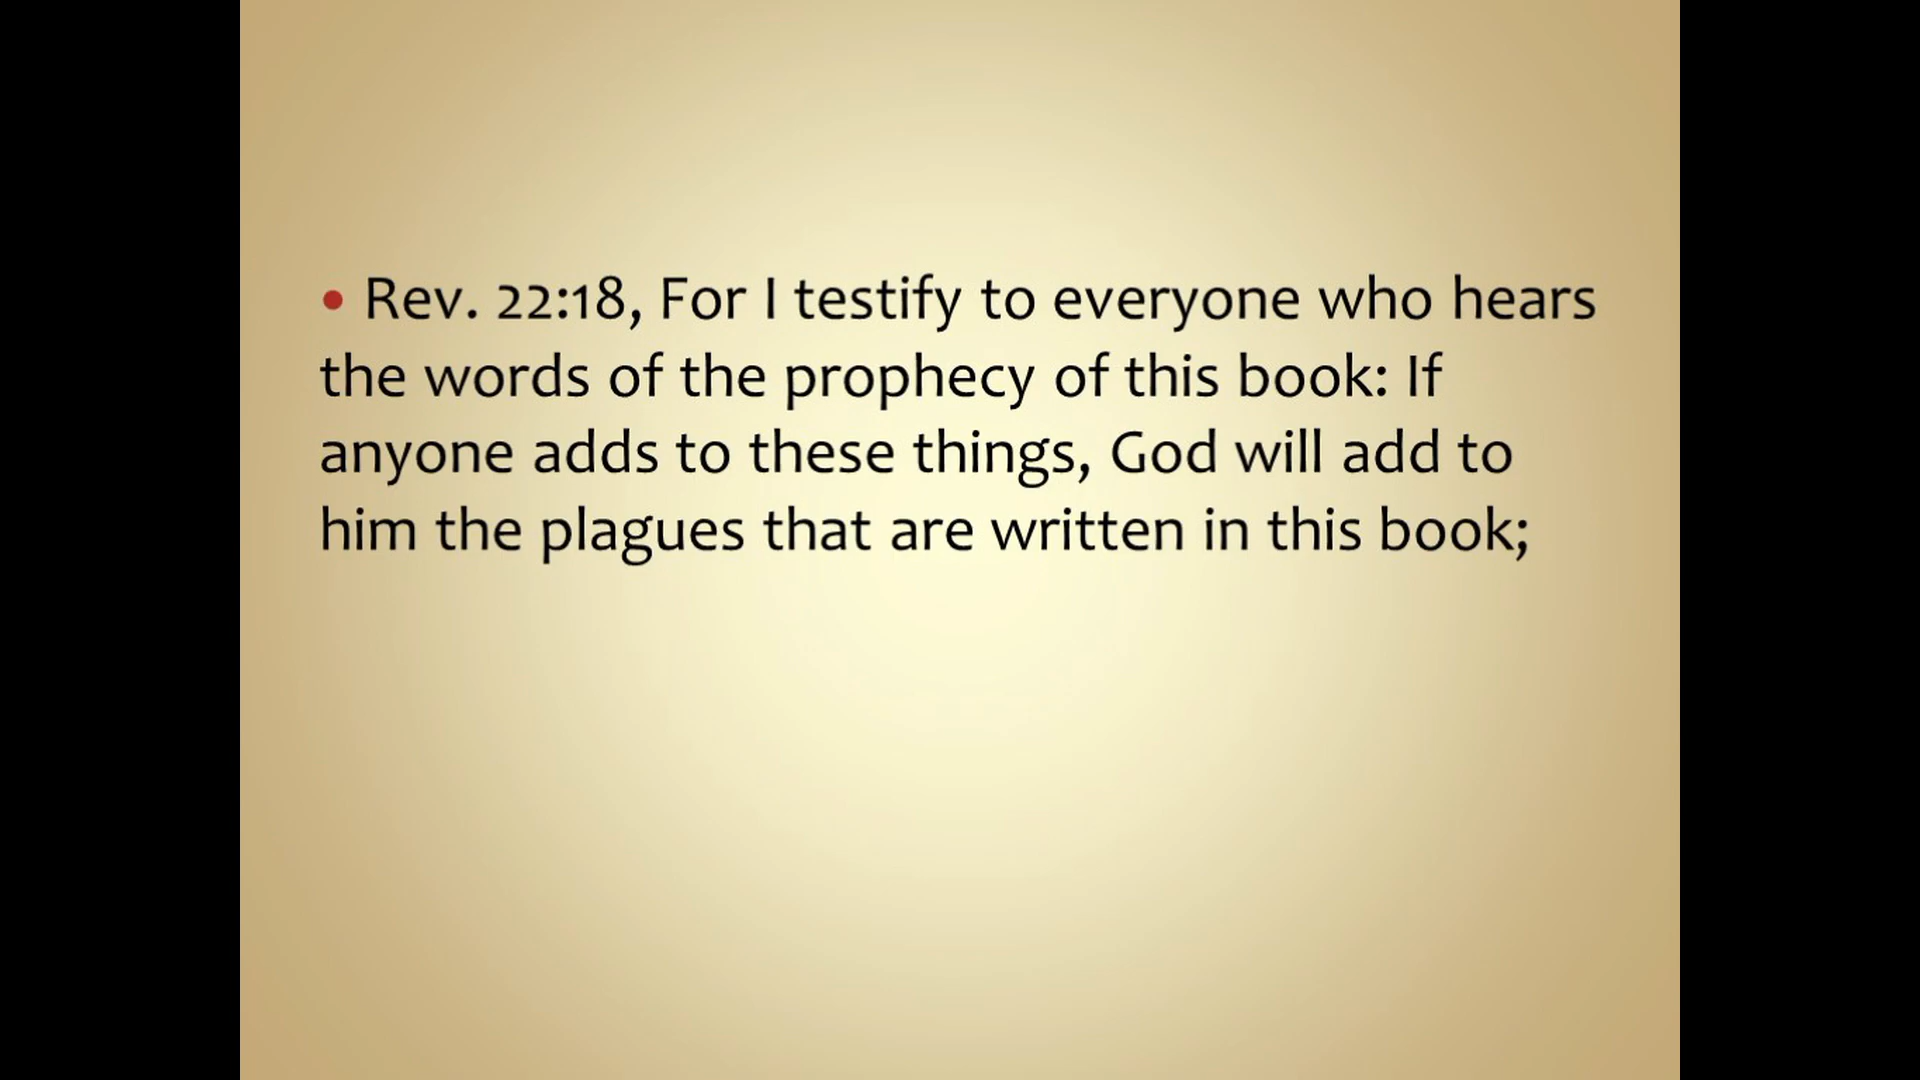 • Rev. 22:18, For I testify to everyone who hears
the words of the prophecy of this book: If
anyone adds to these things, God will add to
him the plagues that are written in this book;